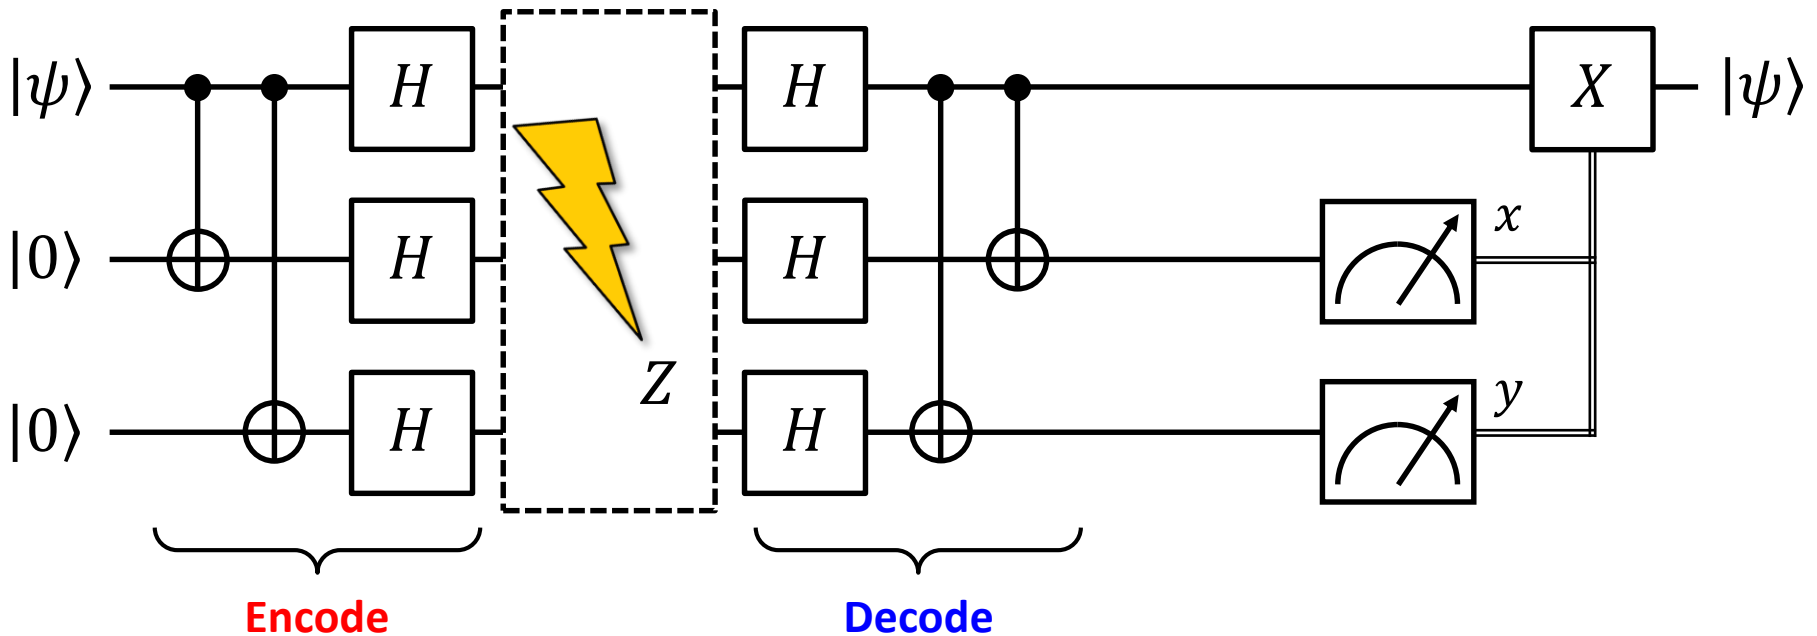 |ψ⟩ H H X |ψ⟩
|0⟩ H H x
|0⟩ H Z H y
Encode Decode